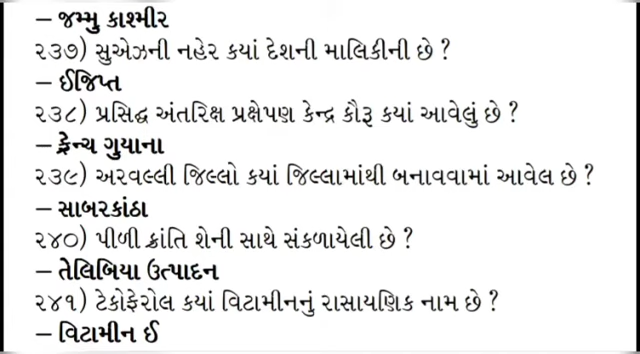 – જમ્મુ કાશ્મીર
૨૩૭) સુએઝની નહેર કયાં દેશની માલિકીની છે ?
– ઈજિપ્ત
૨૩૮) પ્રસિદ્ધ અંતરિક્ષ પ્રક્ષેપણ કેન્દ્ર કૌરૂ કયાં આવેલું છે ?
– ફ્રેન્ચ ગુયાના
૨૩૯) અરવલ્લી જિલ્લો કયાં જિલ્લામાંથી બનાવવામાં આવેલ છે ?
– સાબરકાંઠા
૨૪૦) પીળી ક્રાંતિ શેની સાથે સંકળાયેલી છે ?
– તેલિબિયા ઉત્પાદન
૨૪૧) ટેકોફેરોલ કયાં વિટામીનનું રાસાયણિક નામ છે ?
– વિટામીન ઈ